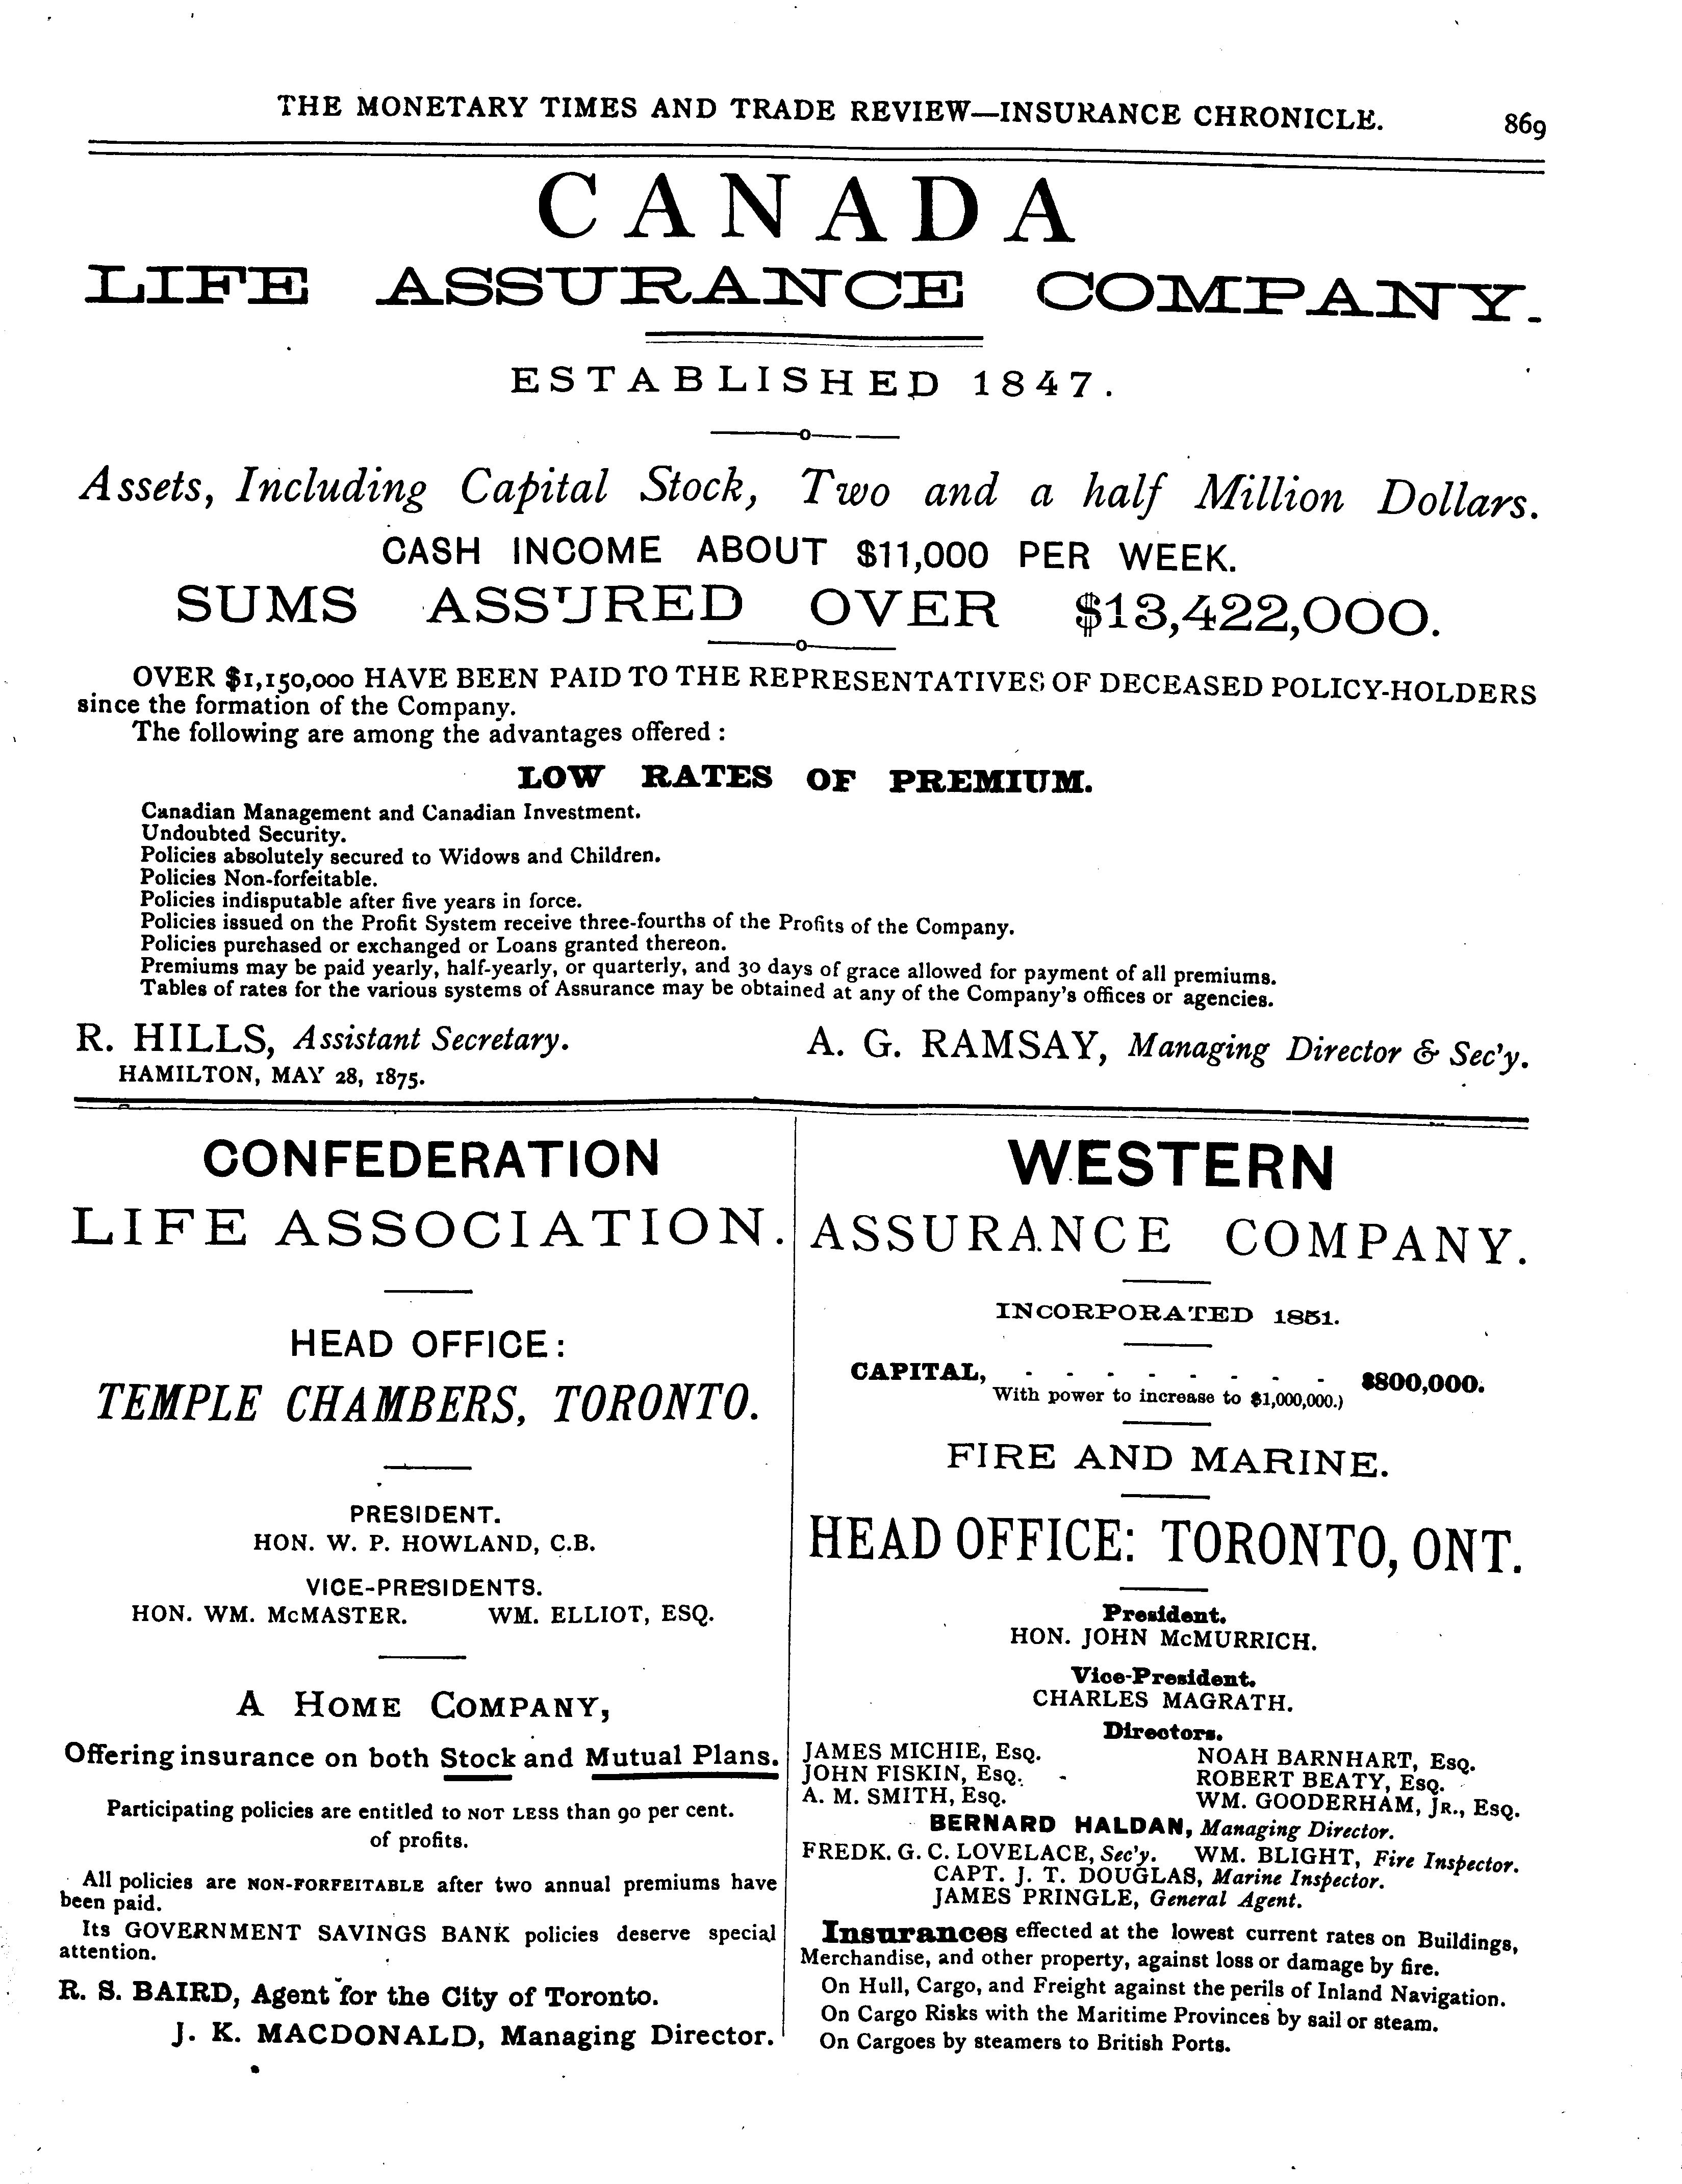 THE MONETARY TIMES AND TRADE REVIEW—INSURANCE CHRONICLE. 869
CANADA
LIFE ASSURANCE COMPANY.
ESTABLISHED 1847.
Assets, Including Capital Stock, Two and a half Million Dollars.
CASH INCOME ABOUT $11,000 PER WEEK.
SUMS ASSURED OVER $13,422,000.
OVER $1,150,000 HAVE BEEN PAID TO THE REPRESENTATIVES OF DECEASED POLICY-HOLDERS
since the formation of the Company.
The following are among the advantages offered :
LOW RATES OF PREMIUM.
Canadian Management and Canadian Investment.
Undoubted Security.
Policies absolutely secured to Widows and Children.
Policies Non-forfeitable.
Policies indisputable after five years in force.
Policies issued on the Profit System receive three-fourths of the Profits of the Company.
Policies purchased or exchanged or Loans granted thereon.
Premiums may be paid yearly, half-yearly, or quarterly, and 30 days of grace allowed for payment of all premiums.
Tables of rates for the various systems of Assurance may be obtained at any of the Company's offices or agencies.
R. HILLS, Assistant Secretary. A. G. RAMSAY, Managing Director & Sec'y.
HAMILTON, MAY 28, 1875.
CONFEDERATION
LIFE ASSOCIATION.
HEAD OFFICE:
TEMPLE CHAMBERS, TORONTO.
PRESIDENT.
HON. W. P. HOWLAND, C.B.
VICE-PRESIDENTS.
HON. WM. McMASTER. WM. ELLIOT, ESQ.
A HOME COMPANY,
Offering insurance on both Stock and Mutual Plans.
Participating policies are entitled to NOT LESS than 90 per cent.
of profits.
All policies are NON-FORFEITABLE after two annual premiums have
been paid.
Its GOVERNMENT SAVINGS BANK policies deserve special
attention.
R. S. BAIRD, Agent for the City of Toronto.
J. K. MACDONALD, Managing Director.
WESTERN
ASSURANCE COMPANY.
INCORPORATED 1851.
CAPITAL, - - - - - - - - $800,000.
With power to increase to $1,000,000.)
FIRE AND MARINE.
HEAD OFFICE: TORONTO, ONT.
President.
HON. JOHN McMURRICH.
Vice-President.
CHARLES MAGRATH.
Directors.
JAMES MICHIE, ESQ. NOAH BARNHART, ESQ.
JOHN FISKIN, ESQ. - ROBERT BEATY, ESQ.
A. M. SMITH, ESQ. WM. GOODERHAM, JR., ESQ.
BERNARD HALDAN, Managing Director.
FREDK. G. C. LOVELACE, Sec'y. WM. BLIGHT, Fire Inspector.
CAPT. J. T. DOUGLAS, Marine Inspector.
JAMES PRINGLE, General Agent.
Insurances effected at the lowest current rates on Buildings,
Merchandise, and other property, against loss or damage by fire.
On Hull, Cargo, and Freight against the perils of Inland Navigation.
On Cargo Risks with the Maritime Provinces by sail or steam.
On Cargoes by steamers to British Ports.